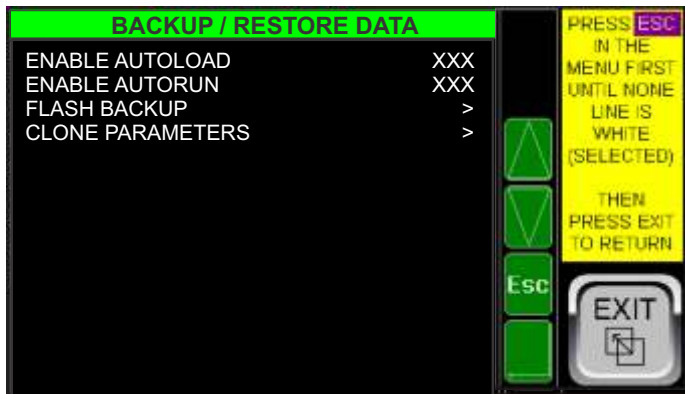 BACKUP / RESTORE DATA
ENABLE AUTOLOAD XXX
ENABLE AUTORUN XXX
FLASH BACKUP >
CLONE PARAMETERS >
Esc
PRESS ESC
IN THE
MENU FIRST
UNTIL NONE
LINE IS
WHITE
(SELECTED)
THEN
PRESS EXIT
TO RETURN
EXIT